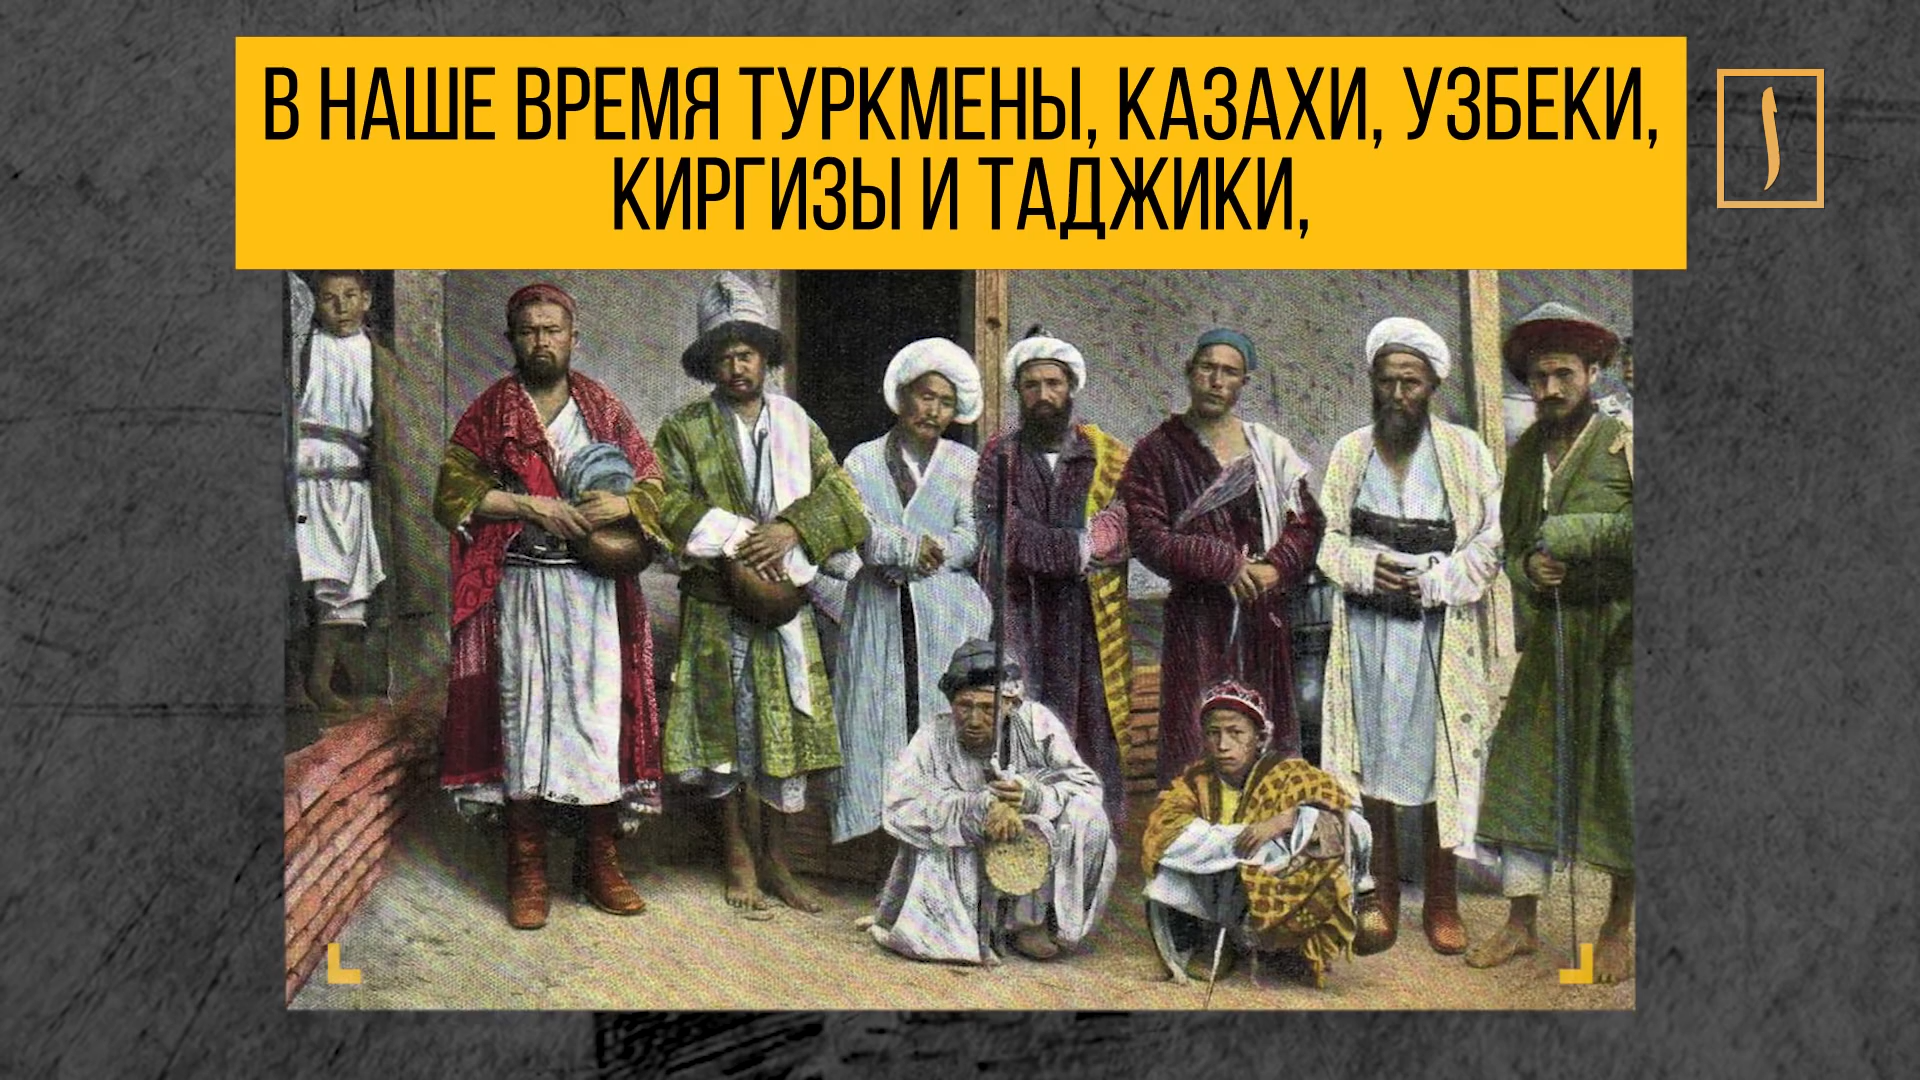 В НАШЕ ВРЕМЯ ТУРКМЕНЫ, КАЗАХИ, УЗБЕКИ,
КИРГИЗЫ И ТАДЖИКИ,